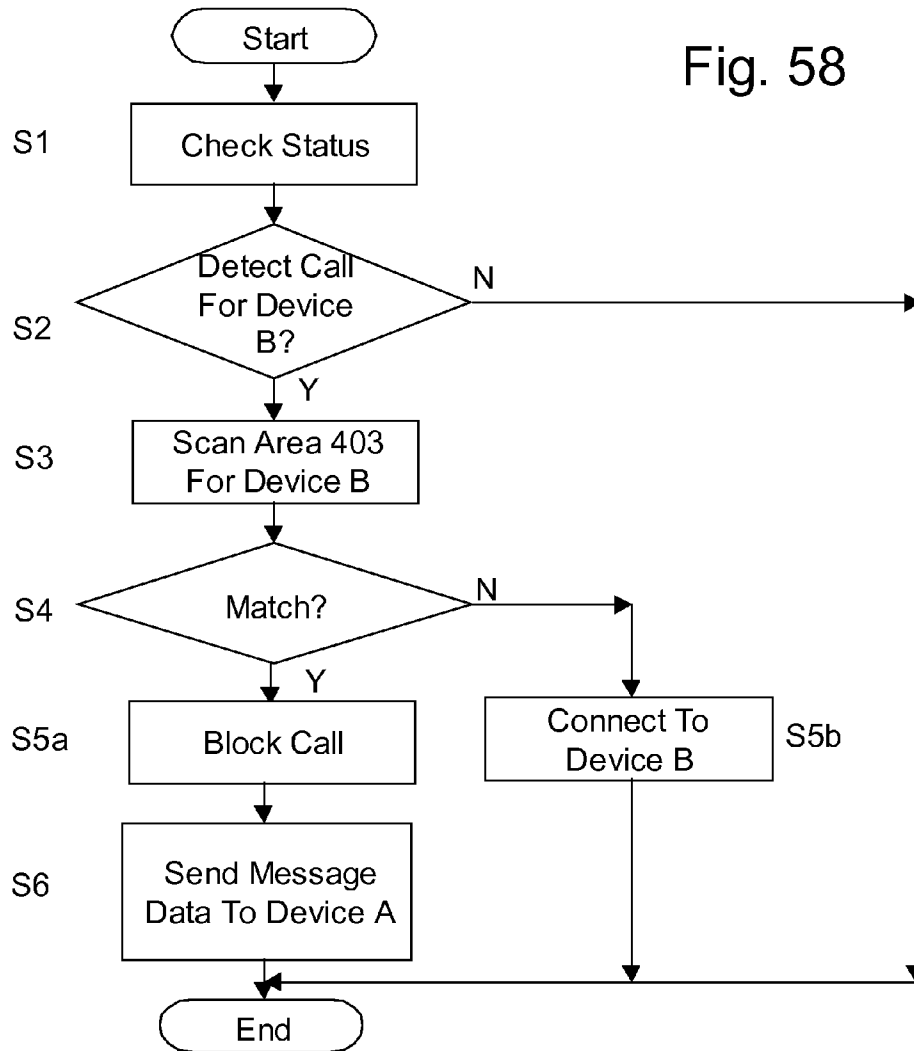 Start
Fig. 58
S1
Check Status
Detect Call
For Device
B?
N
S2
Y
S3
Scan Area 403
For Device B
S4
Match?
N
Y
S5a
Block Call
Connect To
Device B
S5b
S6
Send Message
Data To Device A
End